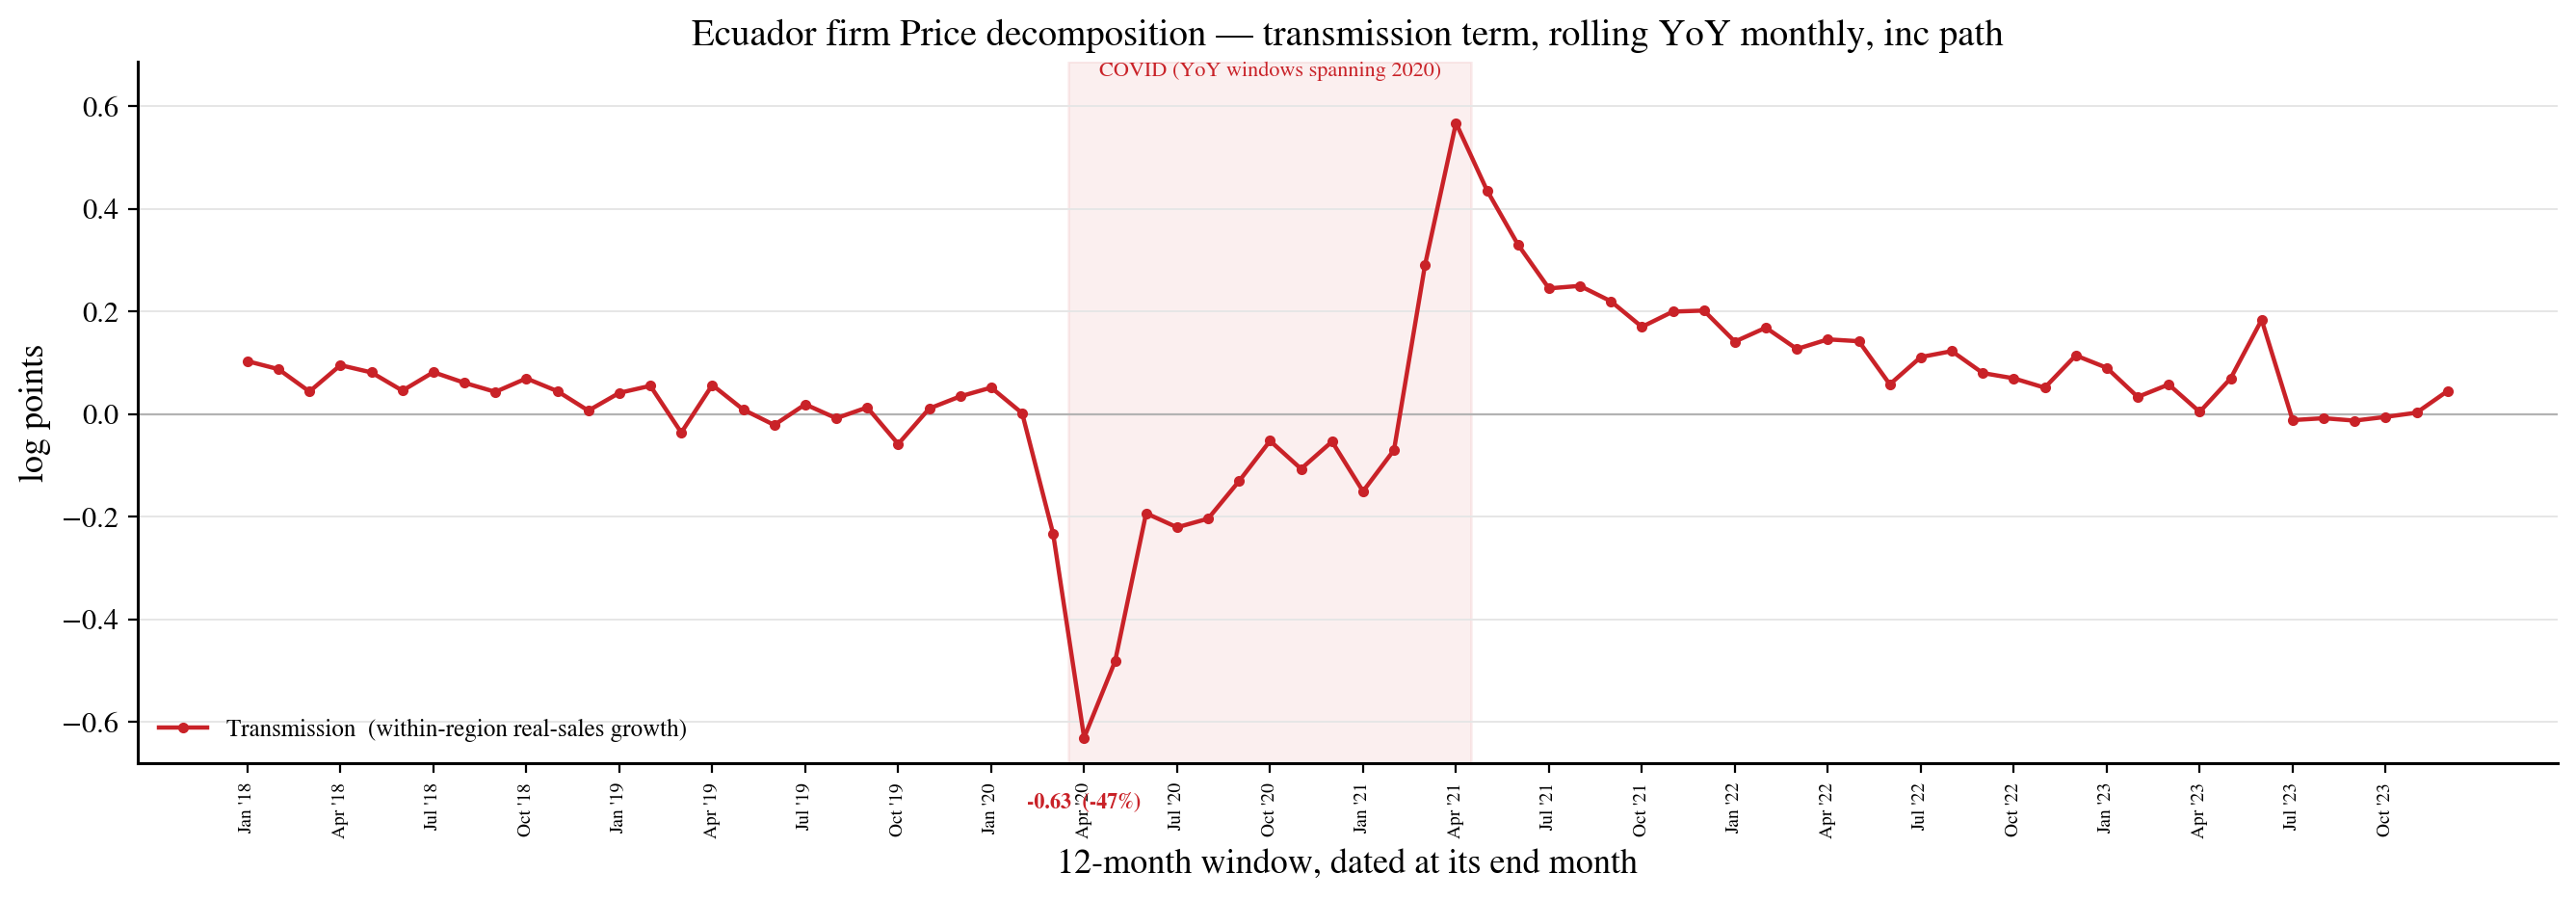 Ecuador firm Price decomposition — transmission term, rolling YoY monthly, inc path
COVID (YoY windows spanning 2020)
log points
0.6
0.4
0.2
0.0
−0.2
−0.4
−0.6
Transmission (within-region real-sales growth)
Jan '18
Apr '18
Jul '18
Oct '18
Jan '19
Apr '19
Jul '19
Oct '19
Jan '20
Apr '20
-0.63 (-47%)
Jul '20
Oct '20
Jan '21
Apr '21
Jul '21
Oct '21
Jan '22
Apr '22
Jul '22
Oct '22
Jan '23
Apr '23
Jul '23
Oct '23
12-month window, dated at its end month